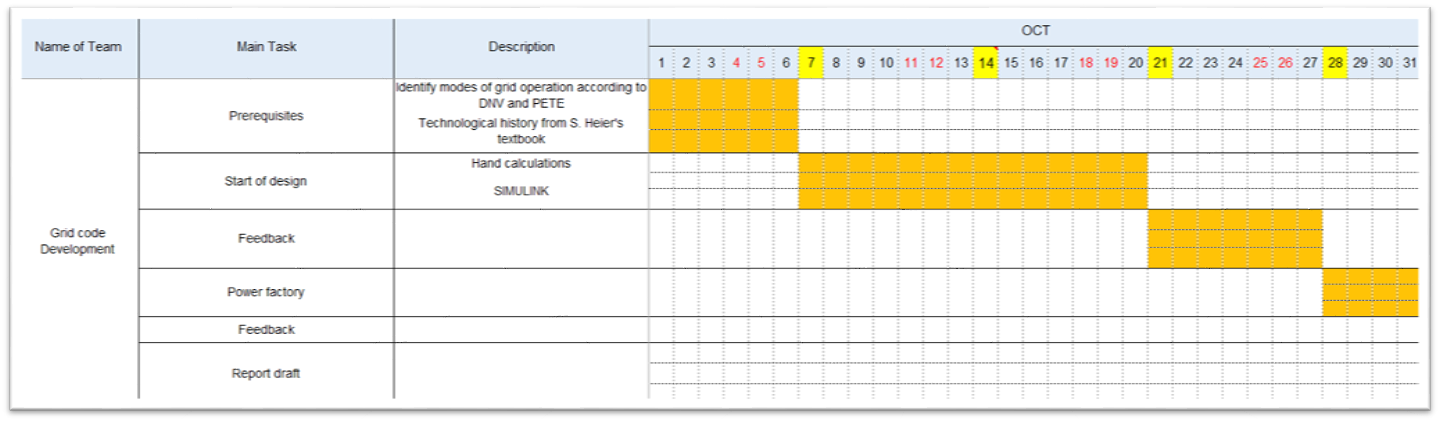 OCT
Name of Team Main Task Description
1 2 3 4 5 6 7 8 9 10 11 12 13 14 15 16 17 18 19 20 21 22 23 24 25 26 27 28 29 30 31
Identify modes of grid operation according to
DNV and PETE
Prerequisites
Technological history from S. Heier's
textbook
Hand calculations
Start of design
SIMULINK
Grid code
Development
Feedback
Power factory
Feedback
Report draft